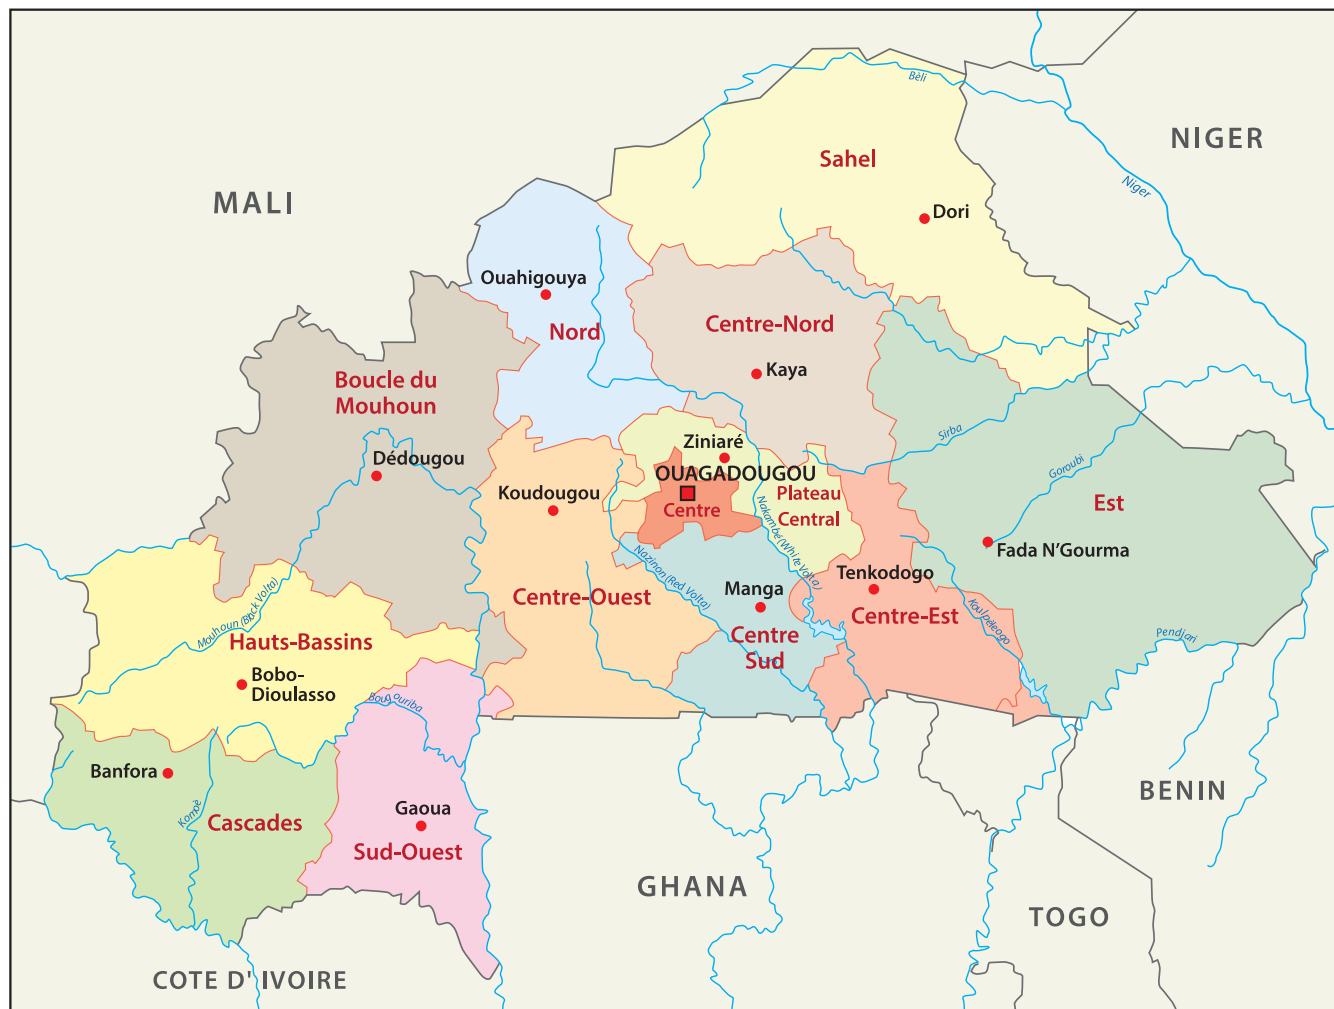 Bèli
NIGER
Sahel
Niger
MALI
Dori
Ouahigouya
Nord
Centre-Nord
Kaya
Boucle du
Mouhoun
Ziniaré
Sirba
Dédougou
OUAGADOUGOU
Goroubi
Koudougou
Plateau
Central
Centre
Est
Nakambé (White Volta)
Fada N'Gourma
Nazinon (Red Volta)
Tenkodogo
Manga
Centre-Ouest
Centre-Est
Koulpéleogo
Mouhoun (Black Volta)
Hauts-Bassins
Centre
Sud
Pendjari
Bobo-
Dioulasso
Bougouriba
Banfora
BENIN
Komoè
Cascades
Gaoua
Sud-Ouest
GHANA
TOGO
COTE D' IVOIRE